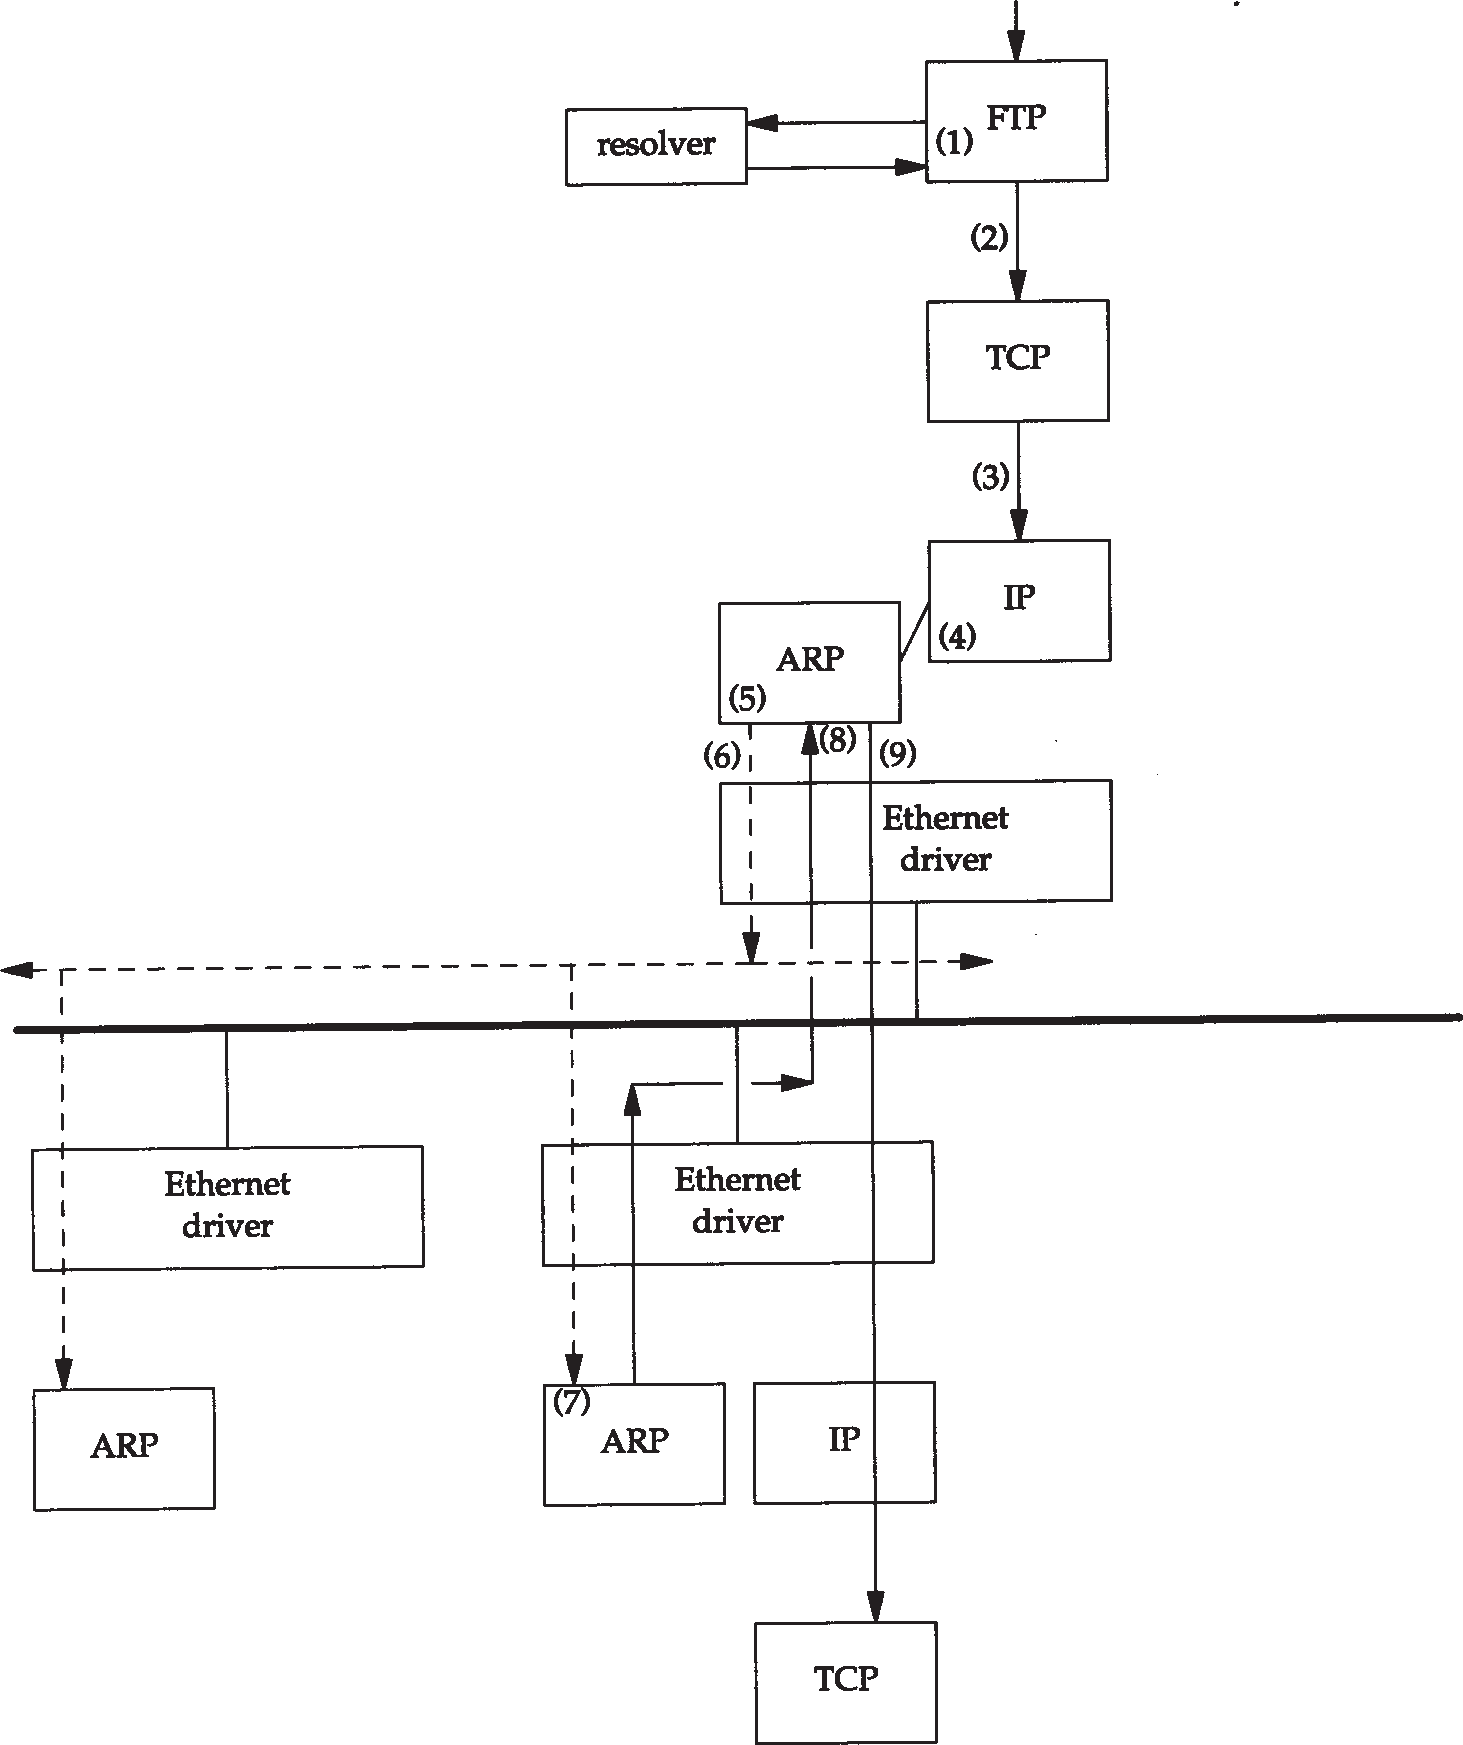 FTP
resolver
(1)
(2)
TCP
(3)
IP
(4)
ARP
(5)
(6)
(8)
(9)
Ethernet
driver
Ethernet
driver
Ethernet
driver
(7)
ARP
ARP
IP
TCP